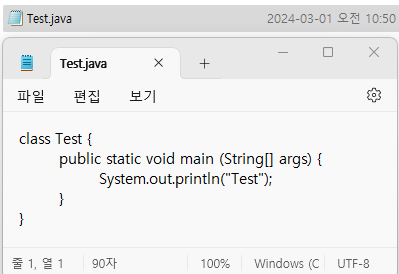 Test.java 2024-03-01 오전 10:50
Test.java
파일 편집 보기
class Test {
public static void main (String[] args) {
System.out.println("Test");
}
}
줄 1, 열 1 90자 100% Windows (C UTF-8